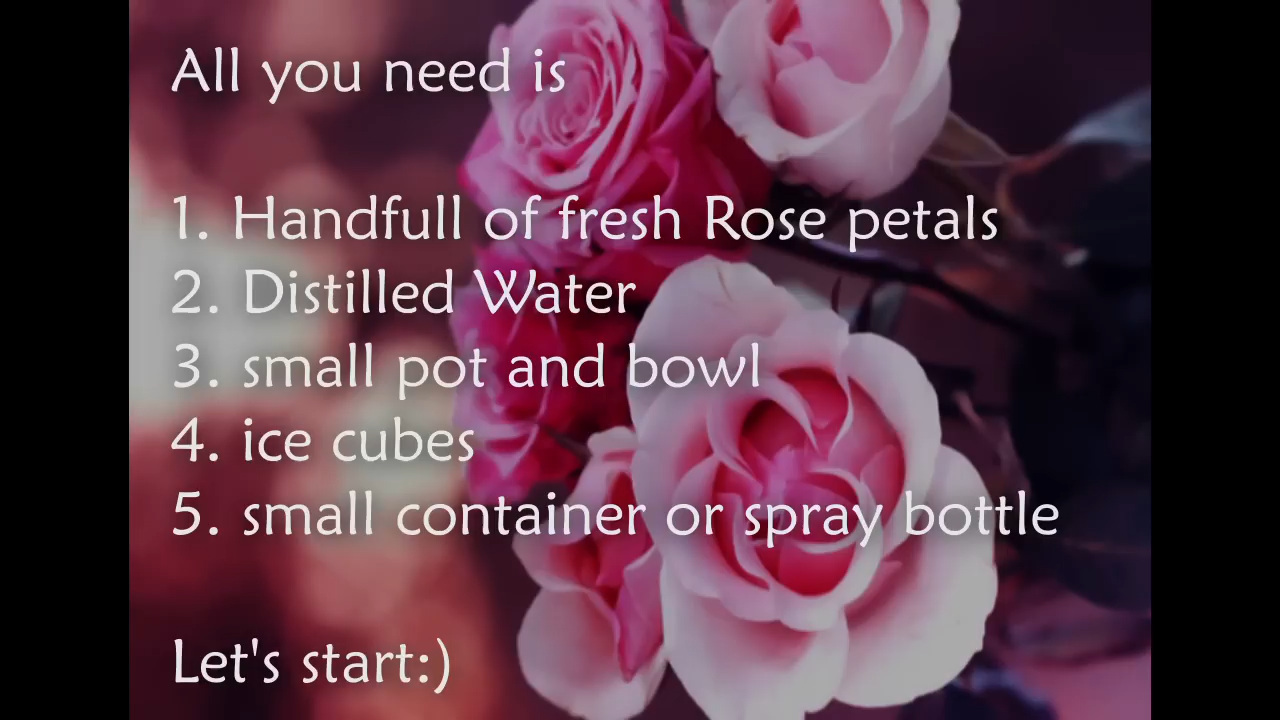 All you need is
1. Handfull of fresh Rose petals
2. Distilled Water
3. small pot and bowl
4. ice cubes
5. small container or spray bottle
Let's start:)